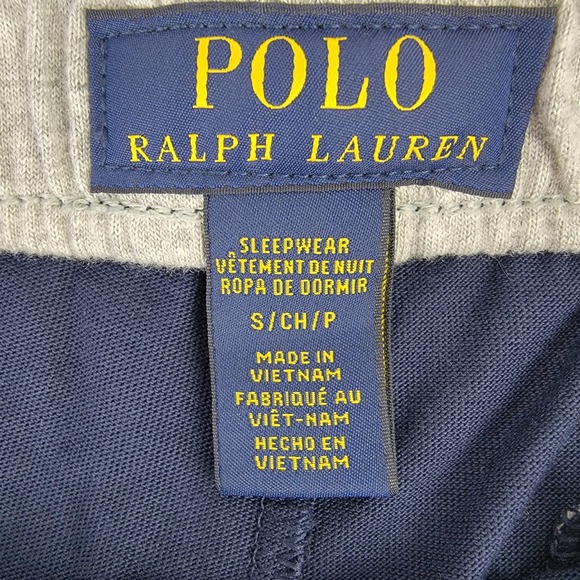 POLO
RALPH LAUREN
SLEEPWEAR
VÊTEMENT DE NUIT
ROPA DE DORMIR
S/CH/P
MADE IN
VIETNAM
FABRIQUÉ AU
VIÊT-NAM
HECHO EN
VIETNAM